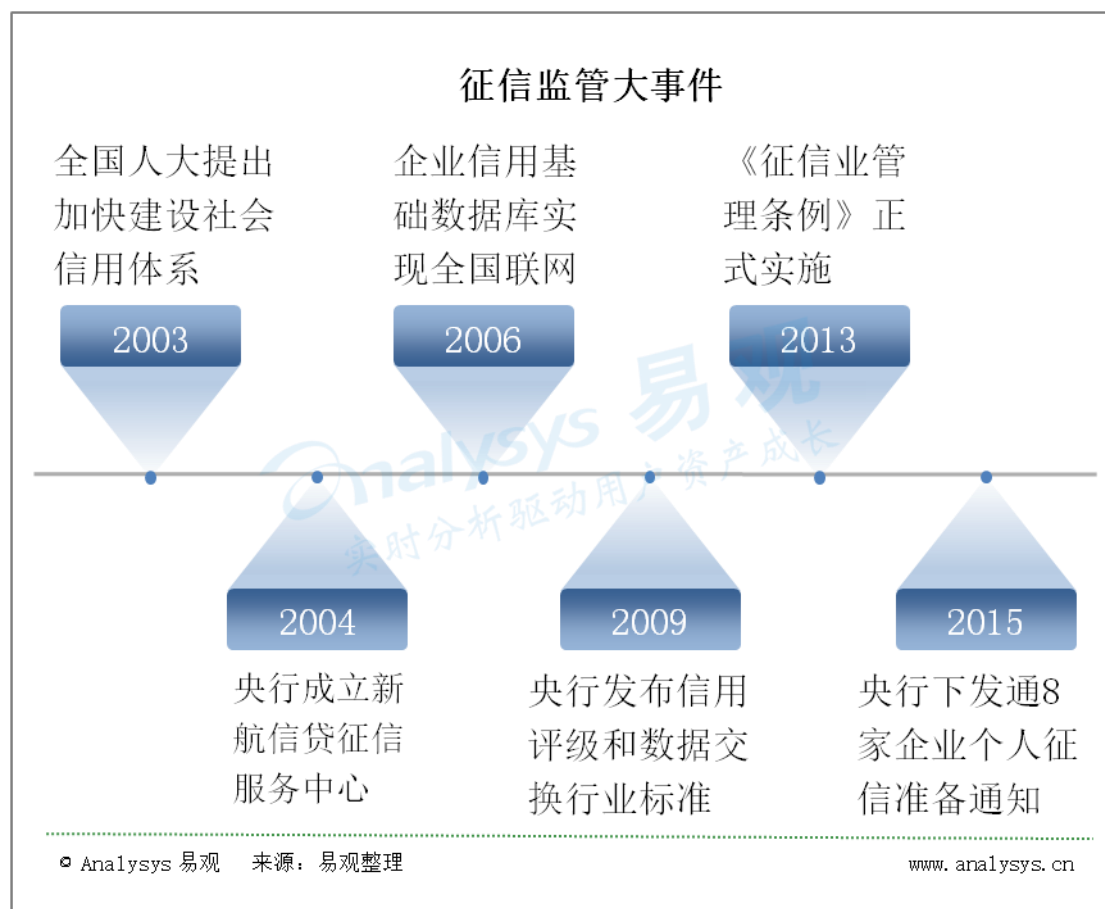 征信监管大事件
全国人大提出
加快建设社会
信用体系
企业信用基
础数据库实
现全国联网
《征信业管
理条例》正
式实施
2003
2006
2013
Analysys 易观
实时分析驱动用户资产成长
2004
2009
2015
央行成立新
航信贷征信
服务中心
央行发布信用
评级和数据交
换行业标准
央行下发通8
家企业个人征
信准备通知
© Analysys 易观 来源：易观整理
www.analysys.cn